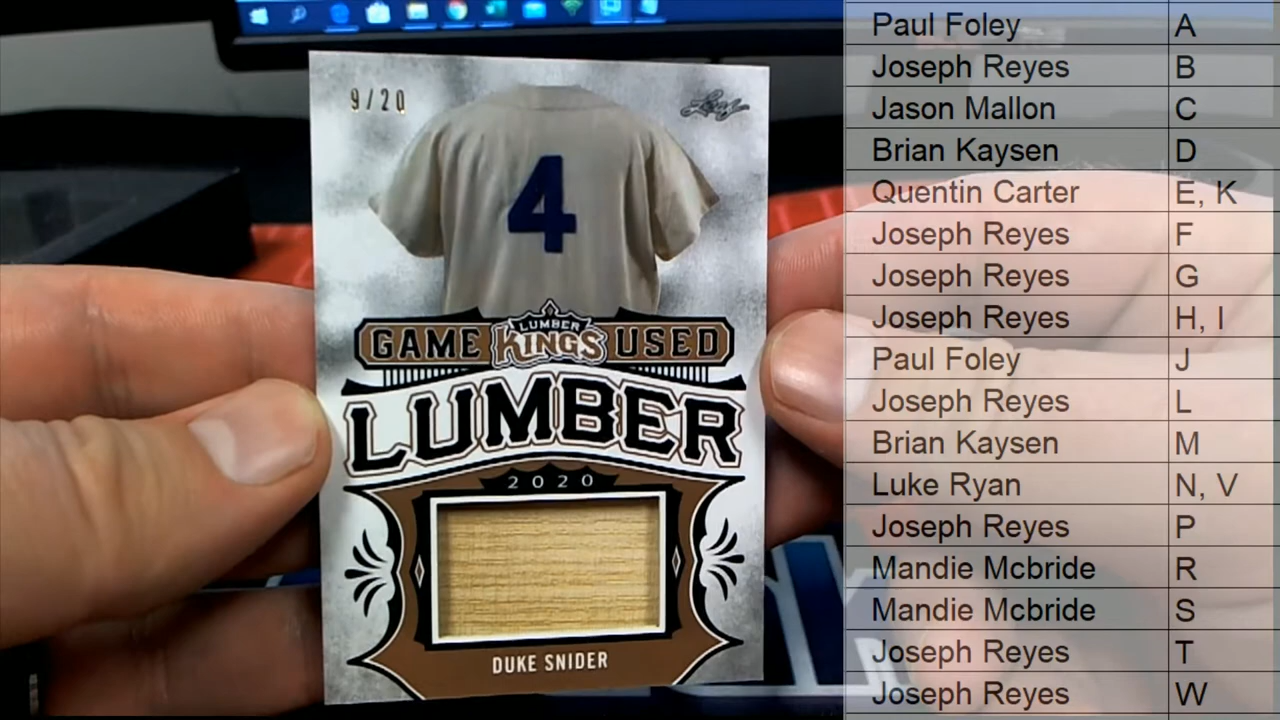 9/20
Leaf
4
LUMBER
GAME KINGS USED
LUMBER
2020
DUKE SNIDER
Paul Foley A
Joseph Reyes B
Jason Mallon C
Brian Kaysen D
Quentin Carter E, K
Joseph Reyes F
Joseph Reyes G
Joseph Reyes H, I
Paul Foley J
Joseph Reyes L
Brian Kaysen M
Luke Ryan N, V
Joseph Reyes P
Mandie Mcbride R
Mandie Mcbride S
Joseph Reyes T
Joseph Reyes W